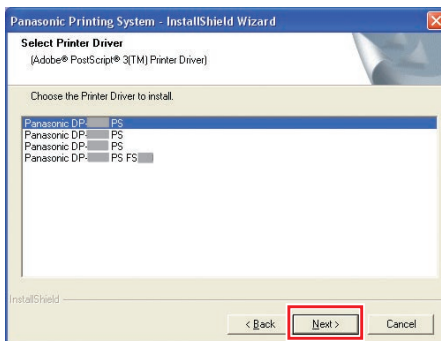 Panasonic Printing System - InstallShield Wizard
Select Printer Driver
(Adobe® PostScript® 3(TM) Printer Driver)
Choose the Printer Driver to install.
Panasonic DP- PS
Panasonic DP- PS
Panasonic DP- PS
Panasonic DP- PS FS
InstallShield
< Back
Next >
Cancel